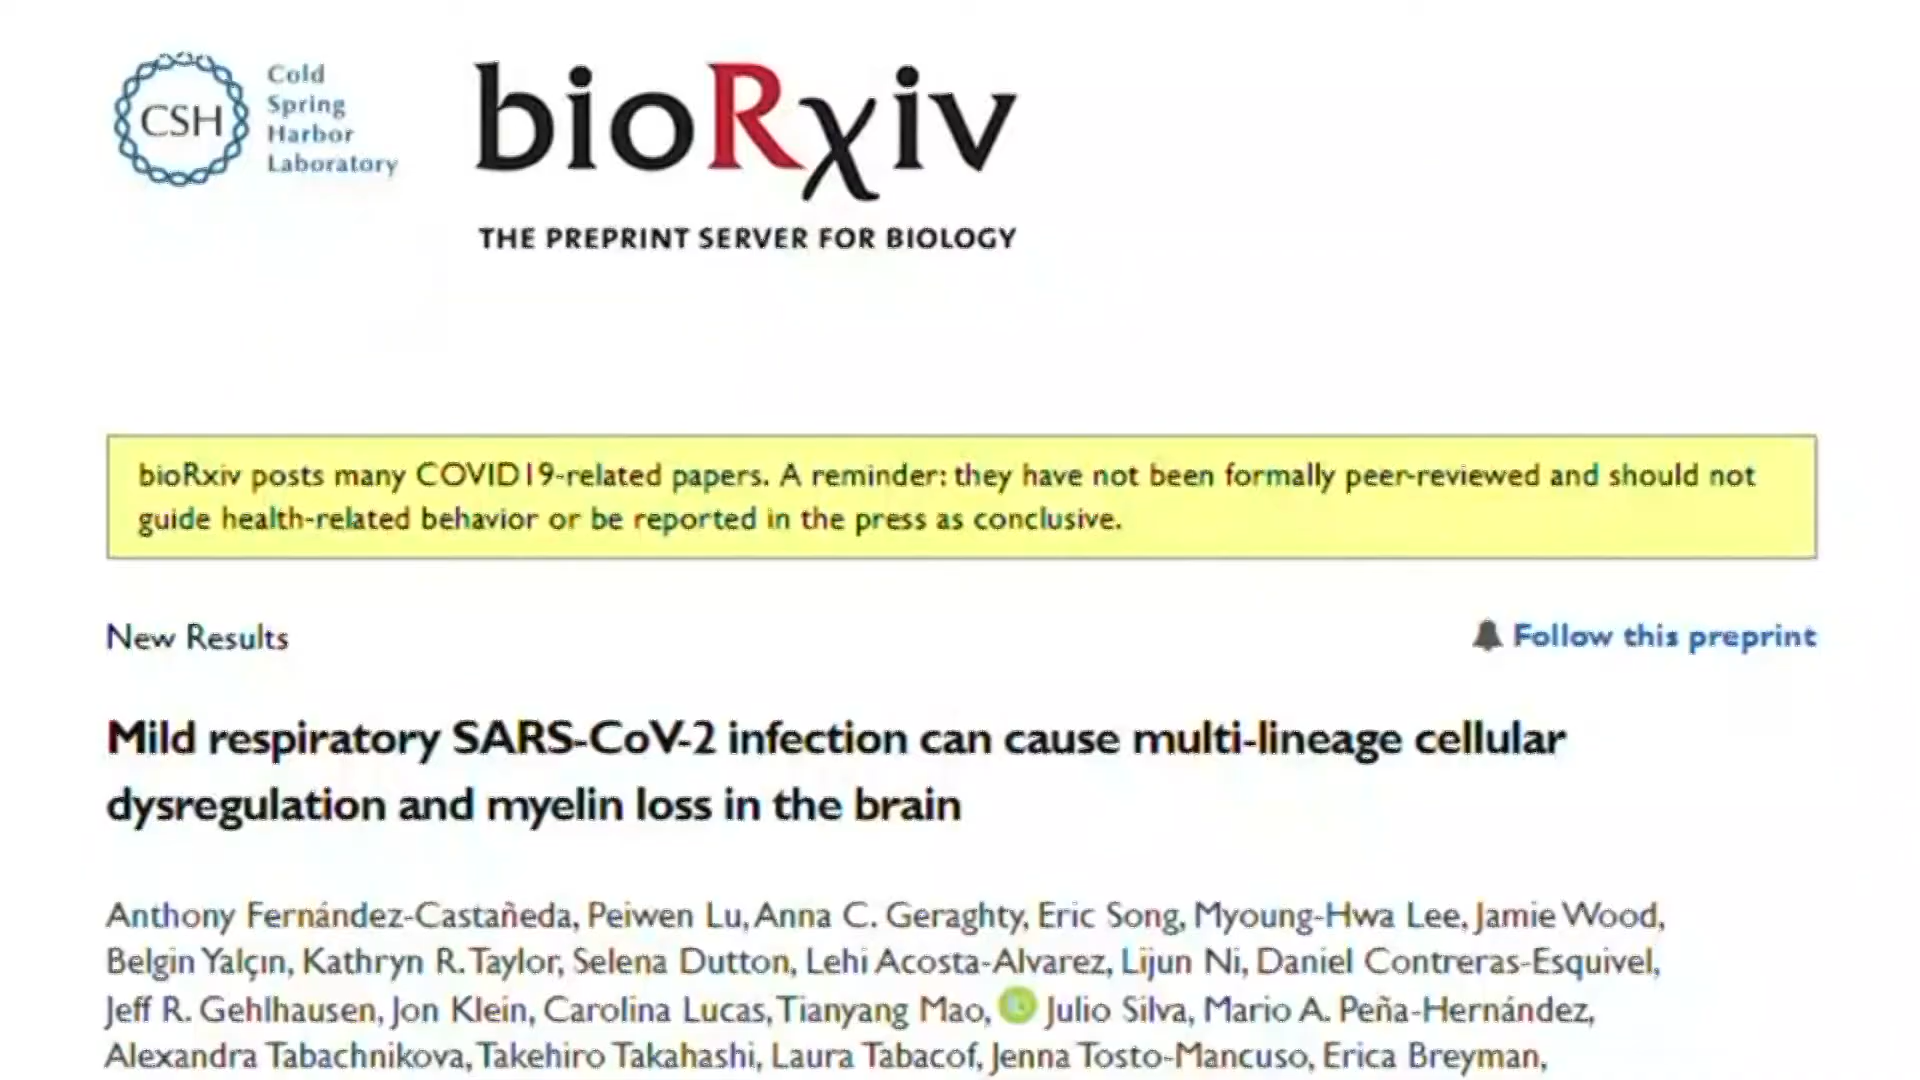 CSH
Cold
Spring
Harbor
Laboratory
bioRχiv
THE PREPRINT SERVER FOR BIOLOGY
bioRxiv posts many COVID19-related papers. A reminder: they have not been formally peer-reviewed and should not
guide health-related behavior or be reported in the press as conclusive.
New Results
Follow this preprint
Mild respiratory SARS-CoV-2 infection can cause multi-lineage cellular
dysregulation and myelin loss in the brain
Anthony Fernández-Castañeda, Peiwen Lu, Anna C. Geraghty, Eric Song, Myoung-Hwa Lee, Jamie Wood,
Belgin Yalçın, Kathryn R. Taylor, Selena Dutton, Lehi Acosta-Alvarez, Lijun Ni, Daniel Contreras-Esquivel,
Jeff R. Gehlhausen, Jon Klein, Carolina Lucas, Tianyang Mao, Julio Silva, Mario A. Peña-Hernández,
Alexandra Tabachnikova, Takehiro Takahashi, Laura Tabacof, Jenna Tosto-Mancuso, Erica Breyman,